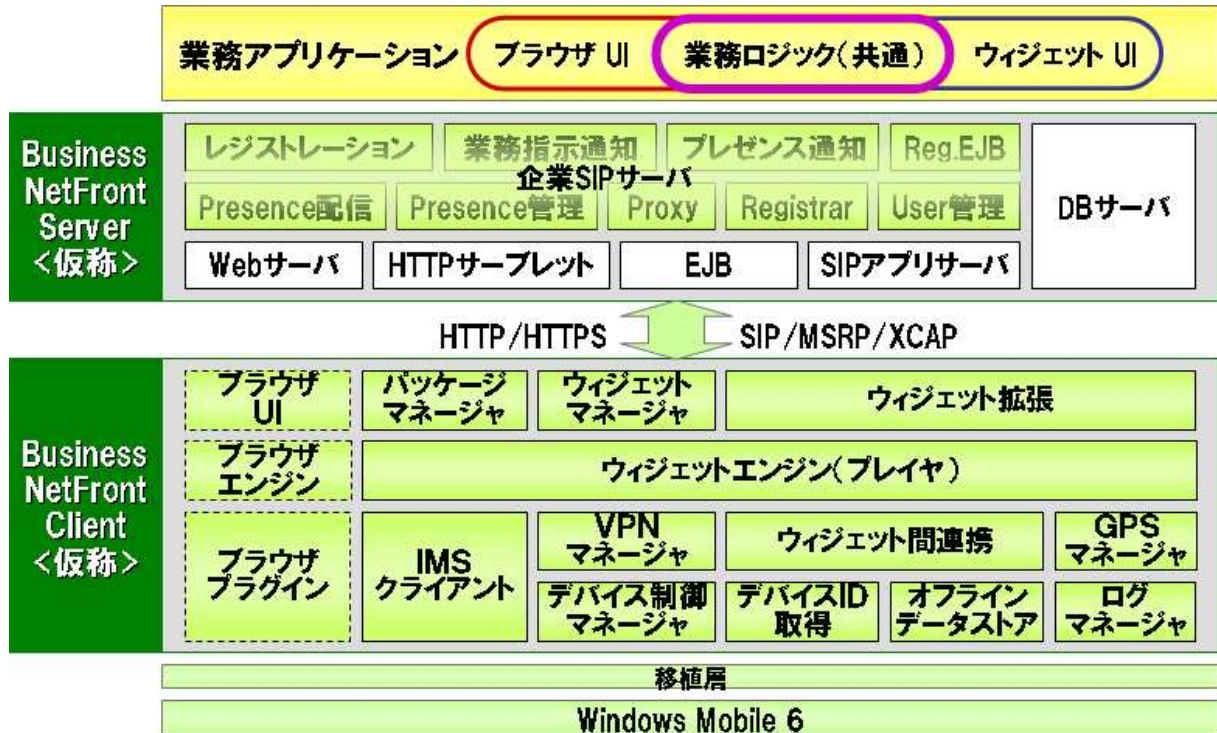 業務アプリケーション ブラウザ UI 業務ロジック(共通) ウィジェット UI
Business
NetFront
Server
<仮称>
レジストレーション 業務指示通知 プレゼンス通知 Reg.EJB
企業SIPサーバ
Presence配信 Presence管理 Proxy Registrar User管理
DBサーバ
Webサーバ HTTPサーブレット EJB SIPアプリサーバ
HTTP/HTTPS SIP/MSRP/XCAP
Business
NetFront
Client
<仮称>
ブラウザ
UI
パッケージ
マネージャ
ウィジェット
マネージャ
ウィジェット拡張
ブラウザ
エンジン
ウィジェットエンジン(プレイヤ)
ブラウザ
プラグイン
IMS
クライアント
VPN
マネージャ
ウィジェット間連携
GPS
マネージャ
デバイス制御
マネージャ
デバイスID
取得
オフライン
データストア
ログ
マネージャ
移植層
Windows Mobile 6